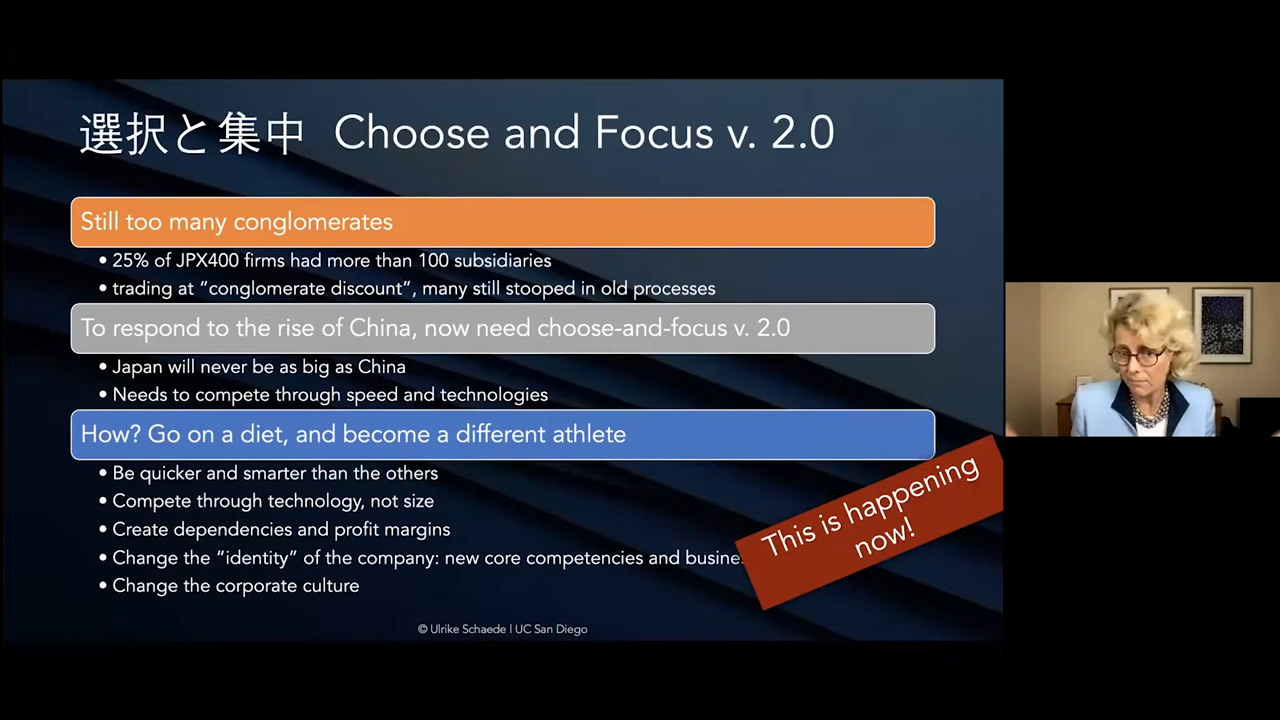 選択と集中 Choose and Focus v. 2.0
Still too many conglomerates
• 25% of JPX400 firms had more than 100 subsidiaries
• trading at “conglomerate discount”, many still stooped in old processes
To respond to the rise of China, now need choose-and-focus v. 2.0
• Japan will never be as big as China
• Needs to compete through speed and technologies
How? Go on a diet, and become a different athlete
• Be quicker and smarter than the others
• Compete through technology, not size
• Create dependencies and profit margins
• Change the “identity” of the company: new core competencies and
• Change the corporate culture
This is happening
now!
© Ulrike Schaede | UC San Diego